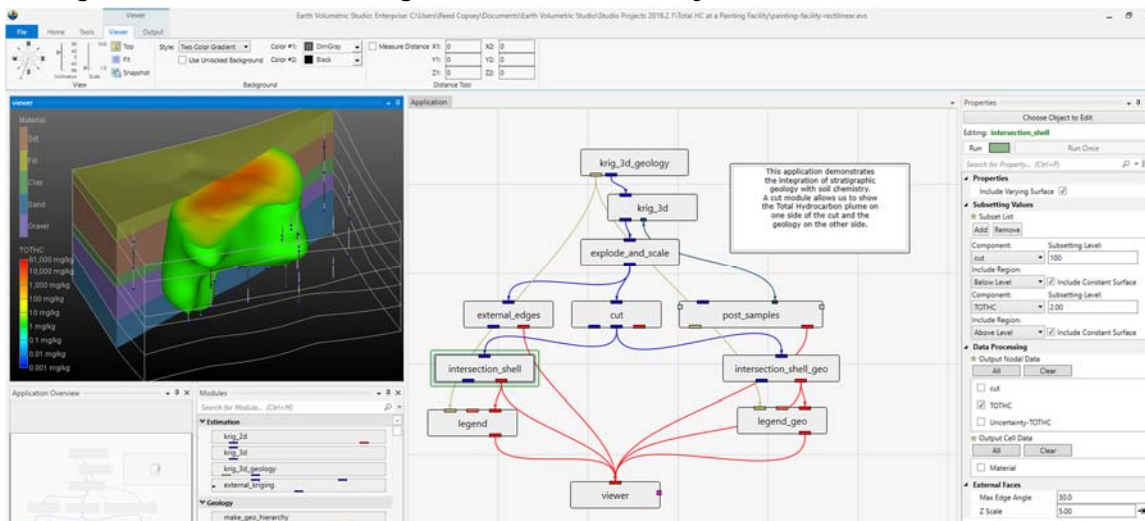 Earth Volumetric Studio: Enterprise: C:\Users\Reed Copsey\Documents\Earth Volumetric Studio\Studio Projects 2016.2.1\Total HC at a Painting Facility\painting-facility-rectilinear.evs
Viewer
File Home Tools Viewer Output
Top
Fit
Snapshot
Inclination Scale
View
Style: Two Color Gradient
Use Unlocked Background
Color #1: DimGray
Color #2: Black
Background
Measure Distance X1: 0 X2: 0
Y1: 0 Y2: 0
Z1: 0 Z2: 0
Distance Tool
viewer
Material
Silt
Fill
Clay
Sand
Gravel
TOTHC
81,000 mg/kg
10,000 mg/kg
1,000 mg/kg
100 mg/kg
10 mg/kg
1 mg/kg
0.1 mg/kg
0.01 mg/kg
0.001 mg/kg
Application Overview
Modules
Search for Module... (Ctrl+M)
Estimation
krig_2d
krig_3d
krig_3d_geology
external_kriging
Geology
make_geo_hierarchy
Application
krig_3d_geology
krig_3d
explode_and_scale
external_edges
cut
post_samples
intersection_shell
intersection_shell_geo
legend
legend_geo
viewer
This application demonstrates
the integration of stratigraphic
geology with soil chemistry.
A cut module allows us to show
the Total Hydrocarbon plume on
one side of the cut and the
geology on the other side.
Properties
Choose Object to Edit
Editing: intersection_shell
Run Run Once
Search for Property... (Ctrl+P)
Properties
Include Varying Surface
Subsetting Values
Subset List
Add Remove
Component: Subsetting Level:
cut 100
Include Region:
Below Level Include Constant Surface
Component: Subsetting Level:
TOTHC 2.00
Include Region:
Above Level Include Constant Surface
Data Processing
Output Nodal Data
All Clear
cut
TOTHC
Uncertainty-TOTHC
Output Cell Data
All Clear
Material
External Faces
Max Edge Angle 30.0
Z Scale 5.00